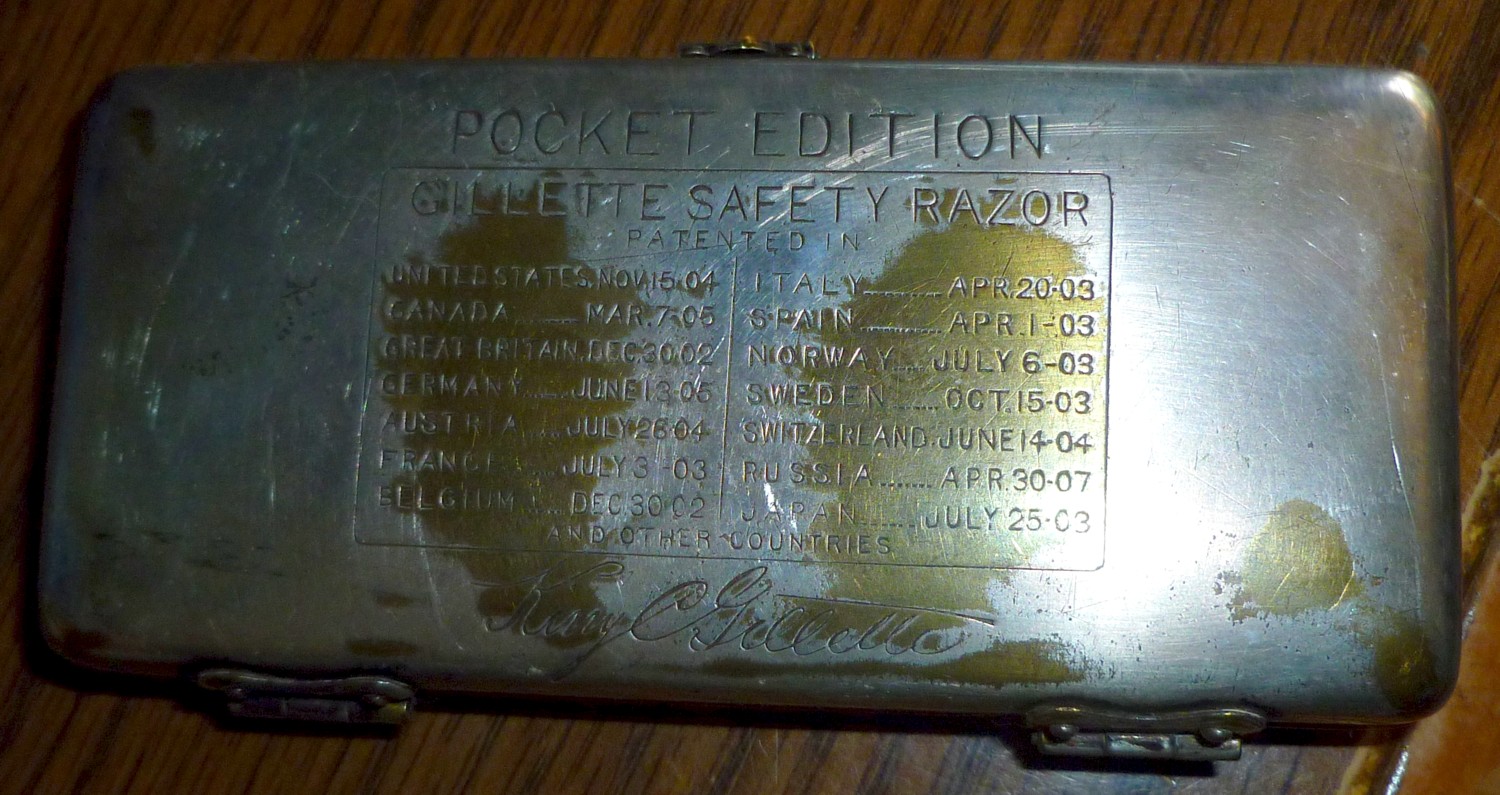 POCKET EDITION
GILLETTE SAFETY RAZOR
PATENTED IN
UNITED STATES. NOV. 15-04
CANADA ........ MAR. 7-05
GREAT BRITAIN. DEC. 30-02
GERMANY ...... JUNE 13-05
AUSTRIA ...... JULY 26-04
FRANCE ...... JULY 3-03
BELGIUM ..... DEC. 30-02
ITALY .......... APR. 20-03
SPAIN .......... APR. 1-03
NORWAY .... JULY 6-03
SWEDEN ..... OCT. 15-03
SWITZERLAND. JUNE 14-04
RUSSIA ....... APR. 30-07
JAPAN ....... JULY 25-03
AND OTHER COUNTRIES
King C Gillette